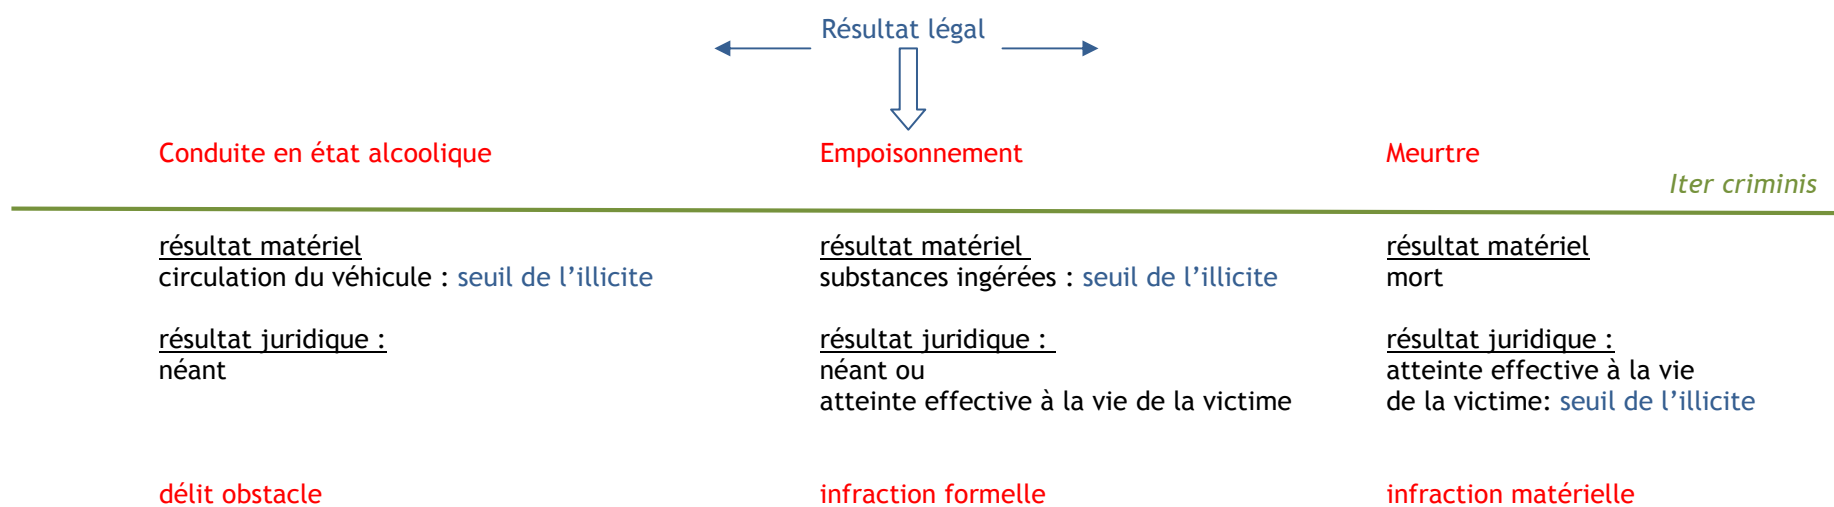 Résultat légal
Conduite en état alcoolique
Empoisonnement
Meurtre
Iter criminis
résultat matériel
circulation du véhicule : seuil de l’illicite
résultat juridique :
néant
résultat matériel
substances ingérées : seuil de l’illicite
résultat juridique :
néant ou
atteinte effective à la vie de la victime
résultat matériel
mort
résultat juridique :
atteinte effective à la vie
de la victime: seuil de l’illicite
délit obstacle
infraction formelle
infraction matérielle